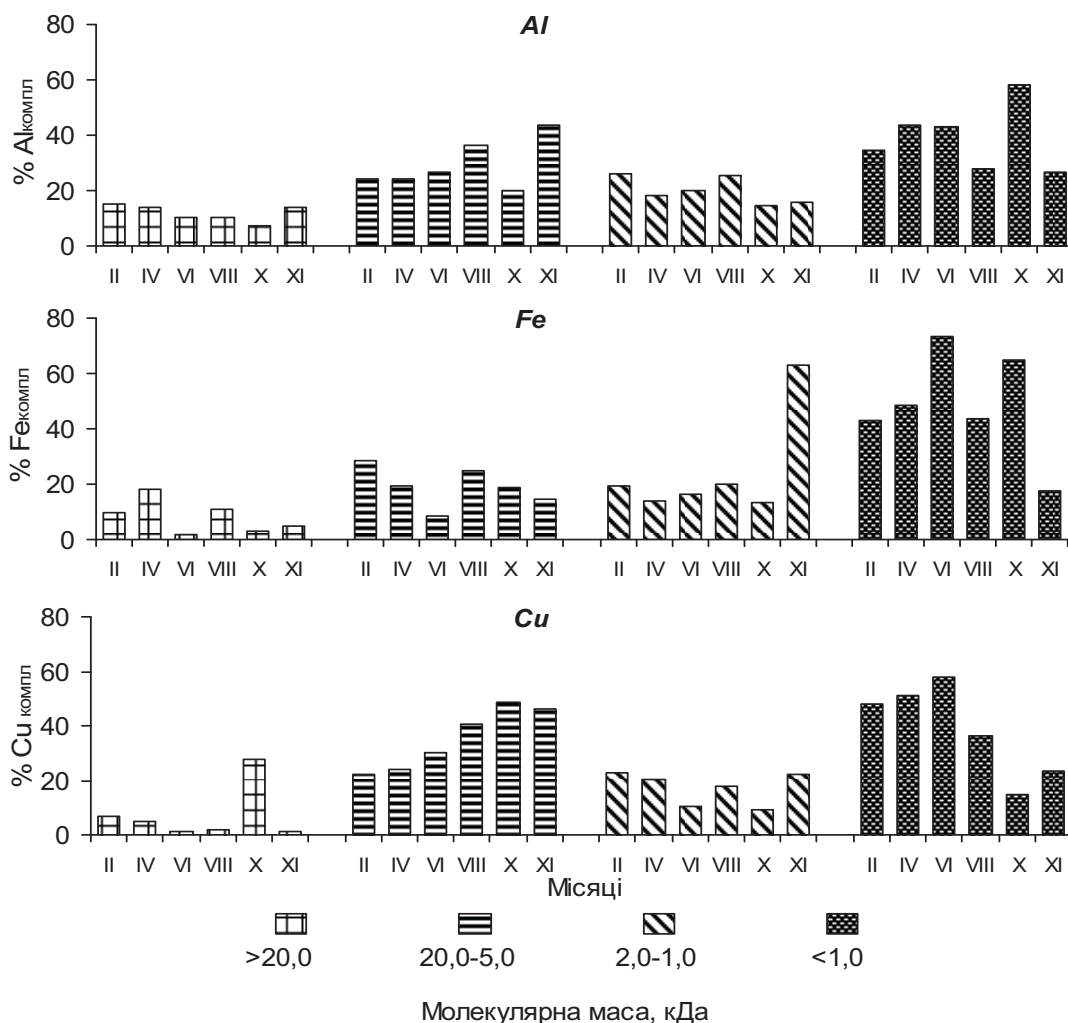 Al
80
60
40
20
0
% Alкомпл
II IV VI VIII X XI II IV VI VIII X XI II IV VI VIII X XI II IV VI VIII X XI
Fe
80
60
40
20
0
% Feкомпл
II IV VI VIII X XI II IV VI VIII X XI II IV VI VIII X XI II IV VI VIII X XI
Cu
80
60
40
20
0
% Cu компл
II IV VI VIII X XI II IV VI VIII X XI II IV VI VIII X XI II IV VI VIII X XI
Місяці
>20,0 20,0-5,0 2,0-1,0 <1,0
Молекулярна маса, кДа